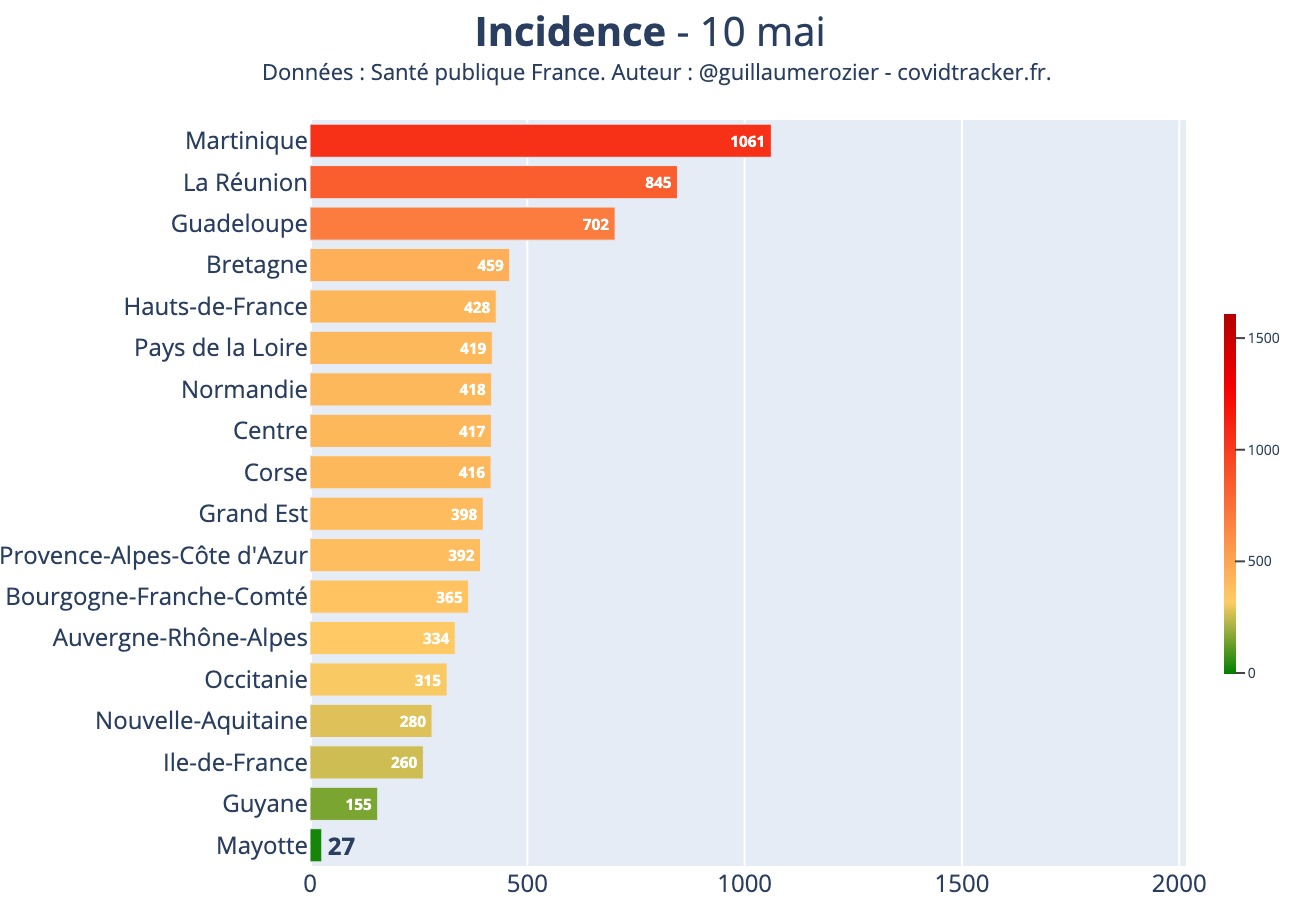 Incidence - 10 mai
Données : Santé publique France. Auteur : @guillaumerozier - covidtracker.fr.
Martinique 1061
La Réunion 845
Guadeloupe 702
Bretagne 459
Hauts-de-France 428
Pays de la Loire 419
Normandie 418
Centre 417
Corse 416
Grand Est 398
Provence-Alpes-Côte d'Azur 392
Bourgogne-Franche-Comté 365
Auvergne-Rhône-Alpes 334
Occitanie 315
Nouvelle-Aquitaine 280
Ile-de-France 260
Guyane 155
Mayotte 27
0 500 1000 1500 2000
1500
1000
500
0